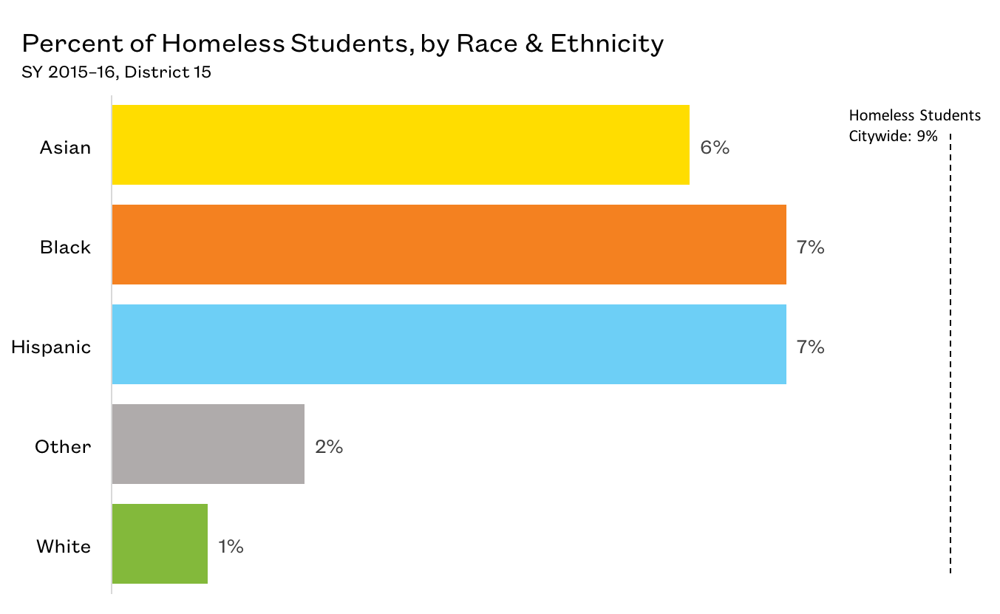 Percent of Homeless Students, by Race & Ethnicity
SY 2015–16, District 15
Homeless Students
Citywide: 9%
Asian 6%
Black 7%
Hispanic 7%
Other 2%
White 1%